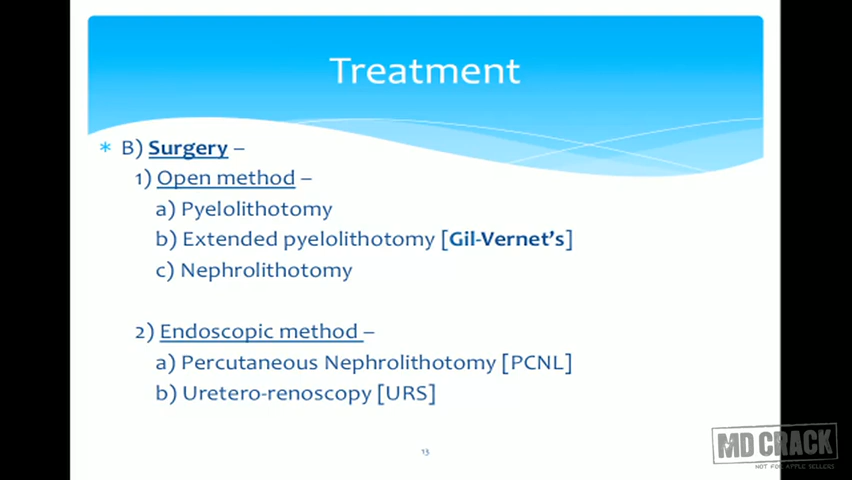 Treatment
* B) Surgery –
1) Open method –
a) Pyelolithotomy
b) Extended pyelolithotomy [Gil-Vernet’s]
c) Nephrolithotomy
2) Endoscopic method –
a) Percutaneous Nephrolithotomy [PCNL]
b) Uretero-renoscopy [URS]
13
MD CRACK
NOT FOR APPLE SELLERS